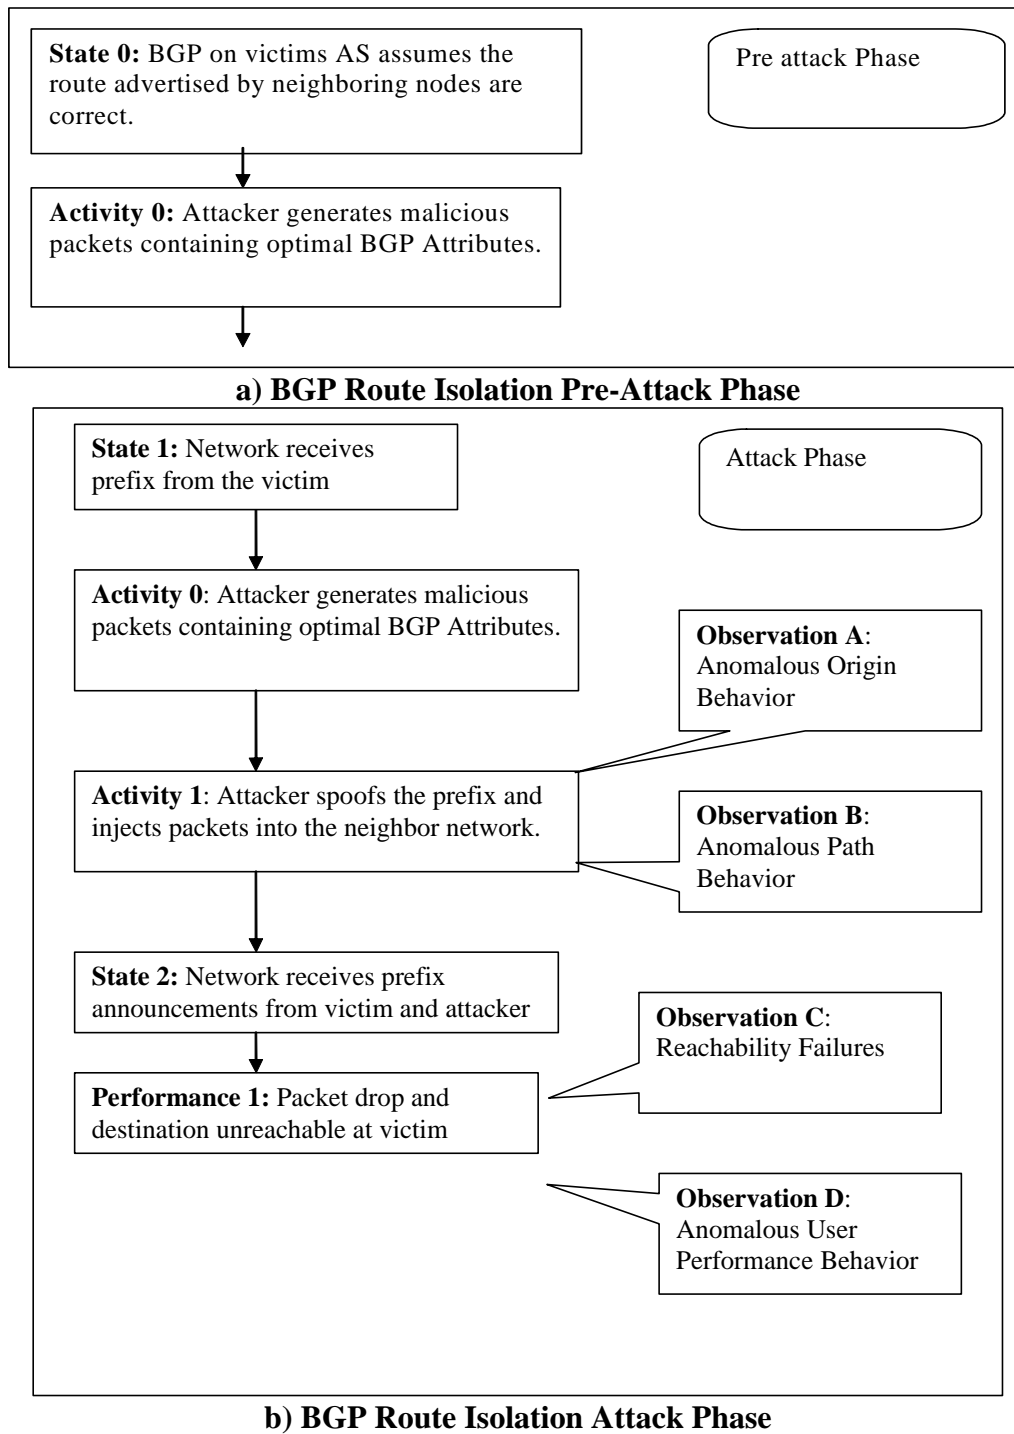 State 0: BGP on victims AS assumes the
route advertised by neighboring nodes are
correct.
Pre attack Phase
Activity 0: Attacker generates malicious
packets containing optimal BGP Attributes.
a) BGP Route Isolation Pre-Attack Phase
State 1: Network receives
prefix from the victim
Attack Phase
Activity 0: Attacker generates malicious
packets containing optimal BGP Attributes.
Observation A:
Anomalous Origin
Behavior
Activity 1: Attacker spoofs the prefix and
injects packets into the neighbor network.
Observation B:
Anomalous Path
Behavior
State 2: Network receives prefix
announcements from victim and attacker
Observation C:
Reachability Failures
Performance 1: Packet drop and
destination unreachable at victim
Observation D:
Anomalous User
Performance Behavior
b) BGP Route Isolation Attack Phase